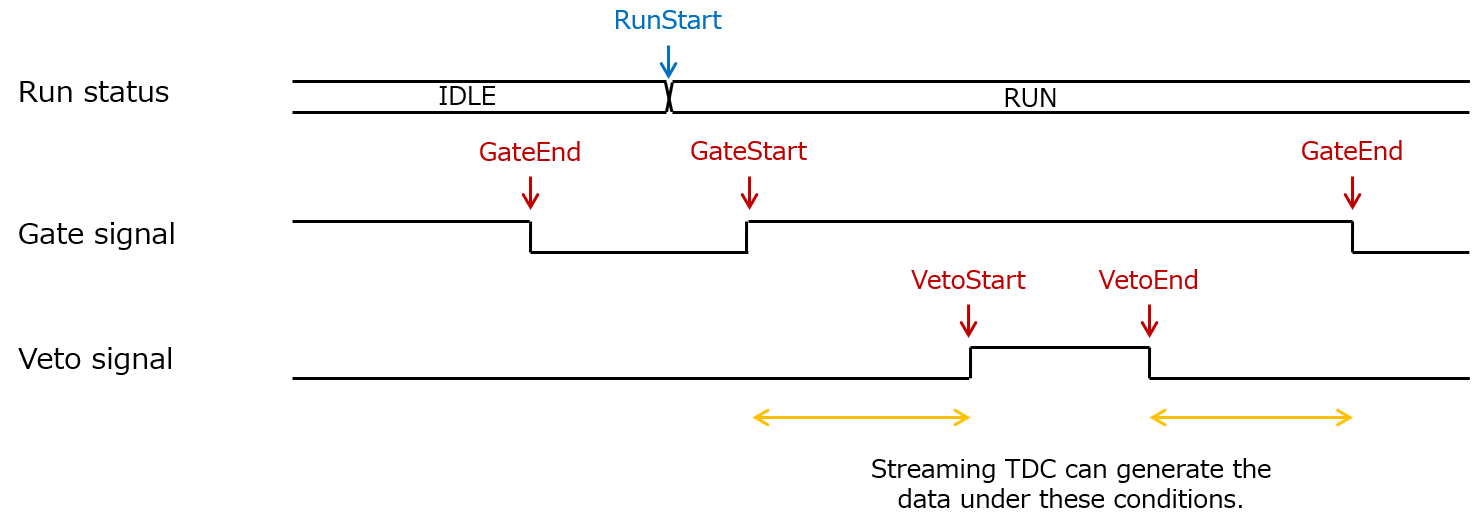 RunStart
Run status
IDLE
RUN
GateEnd
GateStart
GateEnd
Gate signal
VetoStart
VetoEnd
Veto signal
Streaming TDC can generate the
data under these conditions.